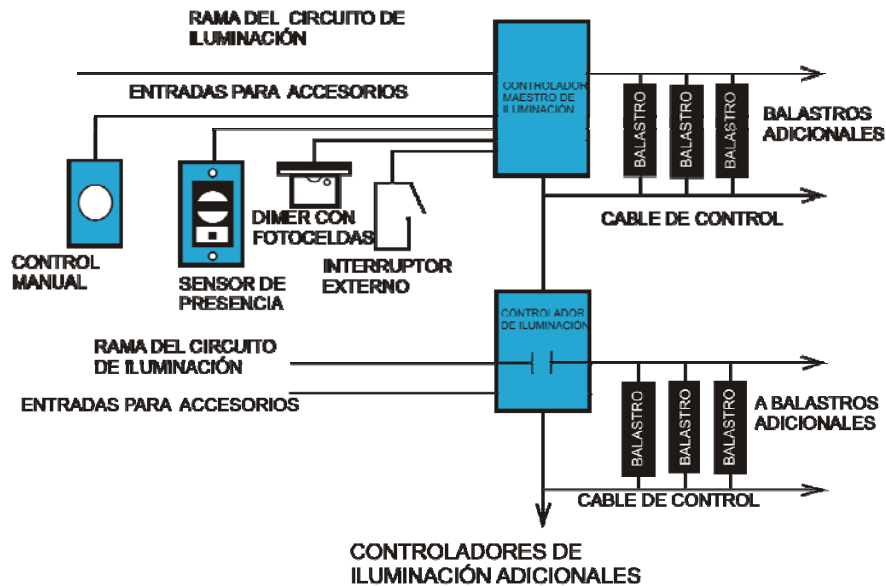 RAMA DEL CIRCUITO DE
ILUMINACIÓN
ENTRADAS PARA ACCESORIOS
CONTROLADOR
MAESTRO DE
ILUMINACIÓN
BALASTRO
BALASTRO
BALASTRO
BALASTROS
ADICIONALES
CABLE DE CONTROL
CONTROL
MANUAL
SENSOR DE
PRESENCIA
DIMER CON
FOTOCELDAS
INTERRUPTOR
EXTERNO
CONTROLADOR
DE ILUMINACIÓN
RAMA DEL CIRCUITO
DE ILUMINACIÓN
ENTRADAS PARA ACCESORIOS
BALASTRO
BALASTRO
BALASTRO
A BALASTROS
ADICIONALES
CABLE DE CONTROL
CONTROLADORES DE
ILUMINACIÓN ADICIONALES